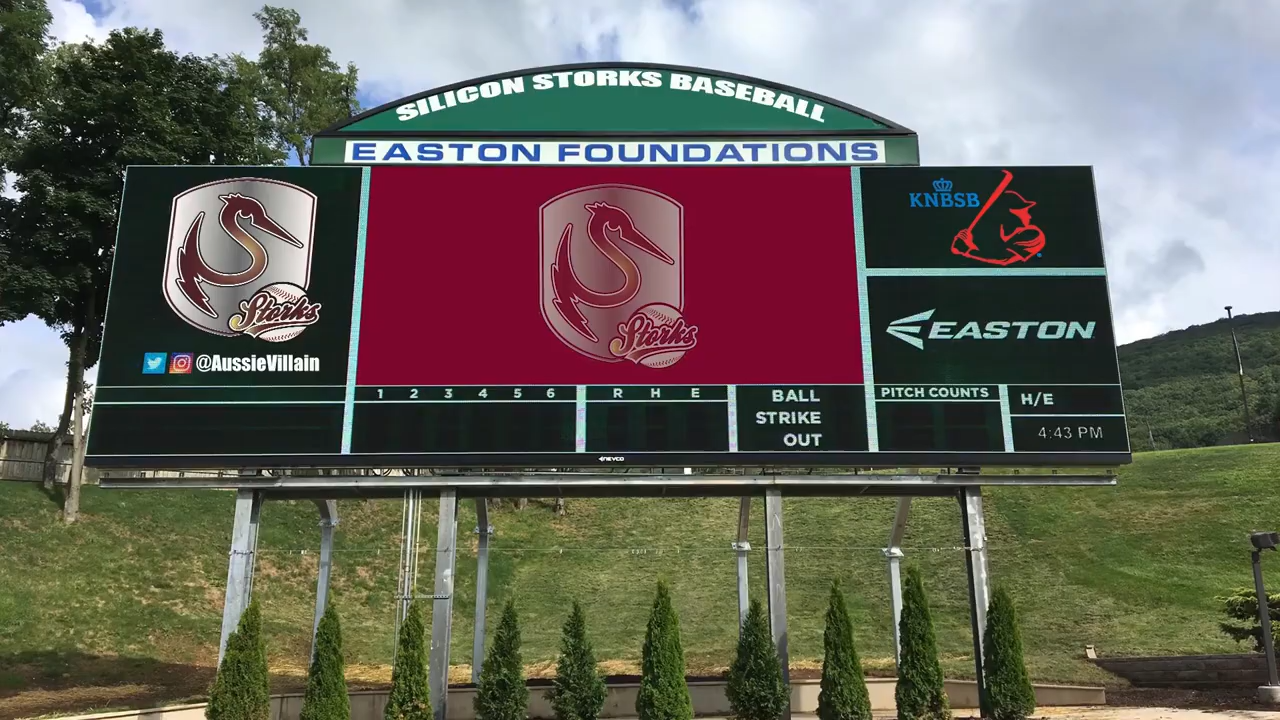 SILICON STORKS BASEBALL
EASTON FOUNDATIONS
Storks
@AussieVillain
Storks
KNBSB
EASTON
1 2 3 4 5 6 R H E
BALL
STRIKE
OUT
PITCH COUNTS
H/E
4:43 PM
NEVCO